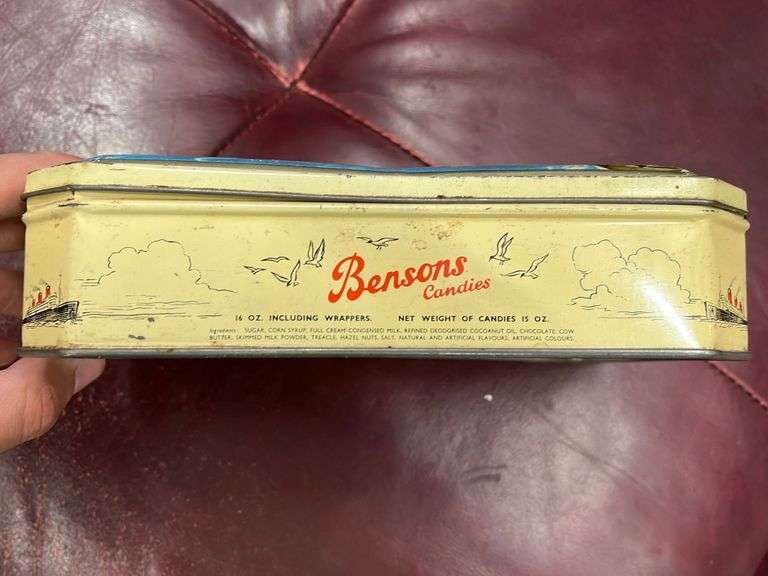 Bensons
Candies
16 OZ. INCLUDING WRAPPERS. NET WEIGHT OF CANDIES 15 OZ.
Ingredients: SUGAR, CORN SYRUP, FULL CREAM CONDENSED MILK, REFINED DEODORISED COCOANUT OIL, CHOCOLATE, COW
BUTTER, SKIMMED MILK POWDER, TREACLE, HAZEL NUTS, SALT, NATURAL AND ARTIFICIAL FLAVOURS, ARTIFICIAL COLOURS.